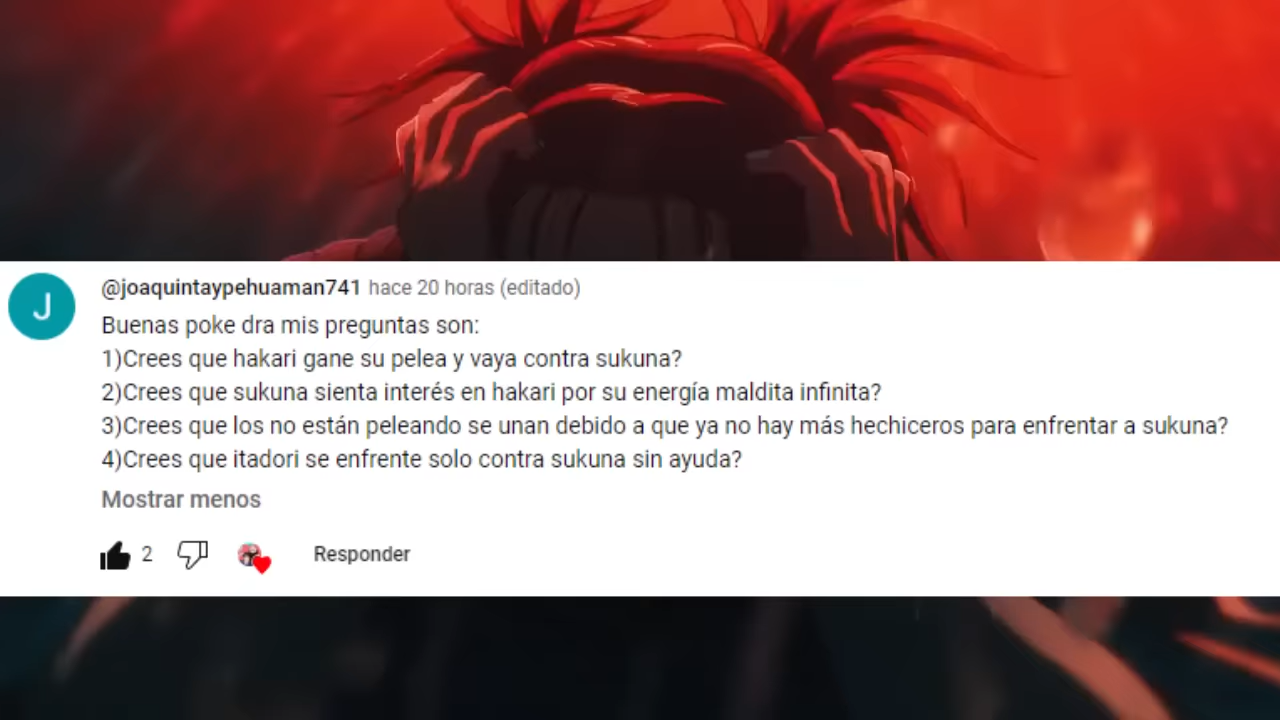 J
@joaquintaypehuaman741 hace 20 horas (editado)
Buenas poke dra mis preguntas son:
1)Crees que hakari gane su pelea y vaya contra sukuna?
2)Crees que sukuna sienta interés en hakari por su energía maldita infinita?
3)Crees que los no están peleando se unan debido a que ya no hay más hechiceros para enfrentar a sukuna?
4)Crees que itadori se enfrente solo contra sukuna sin ayuda?
Mostrar menos
2 Responder